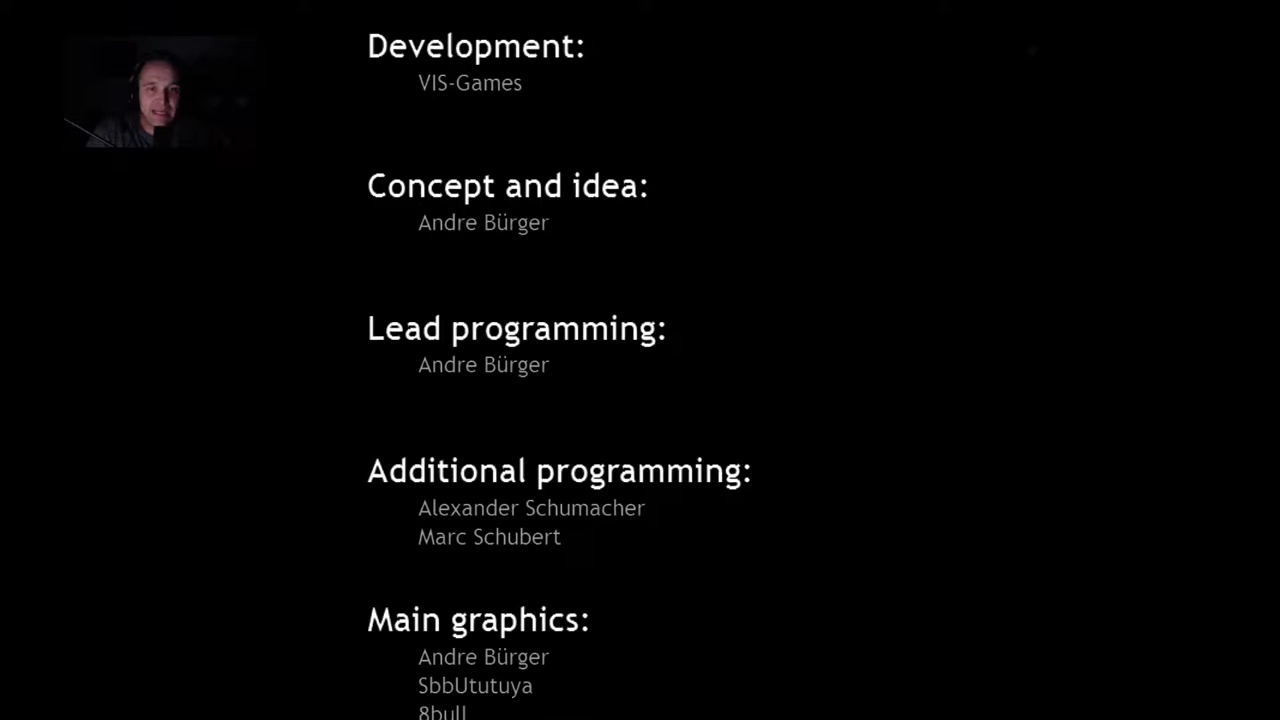 Development:
VIS-Games
Concept and idea:
Andre Bürger
Lead programming:
Andre Bürger
Additional programming:
Alexander Schumacher
Marc Schubert
Main graphics:
Andre Bürger
SbbUtutuya
8bull